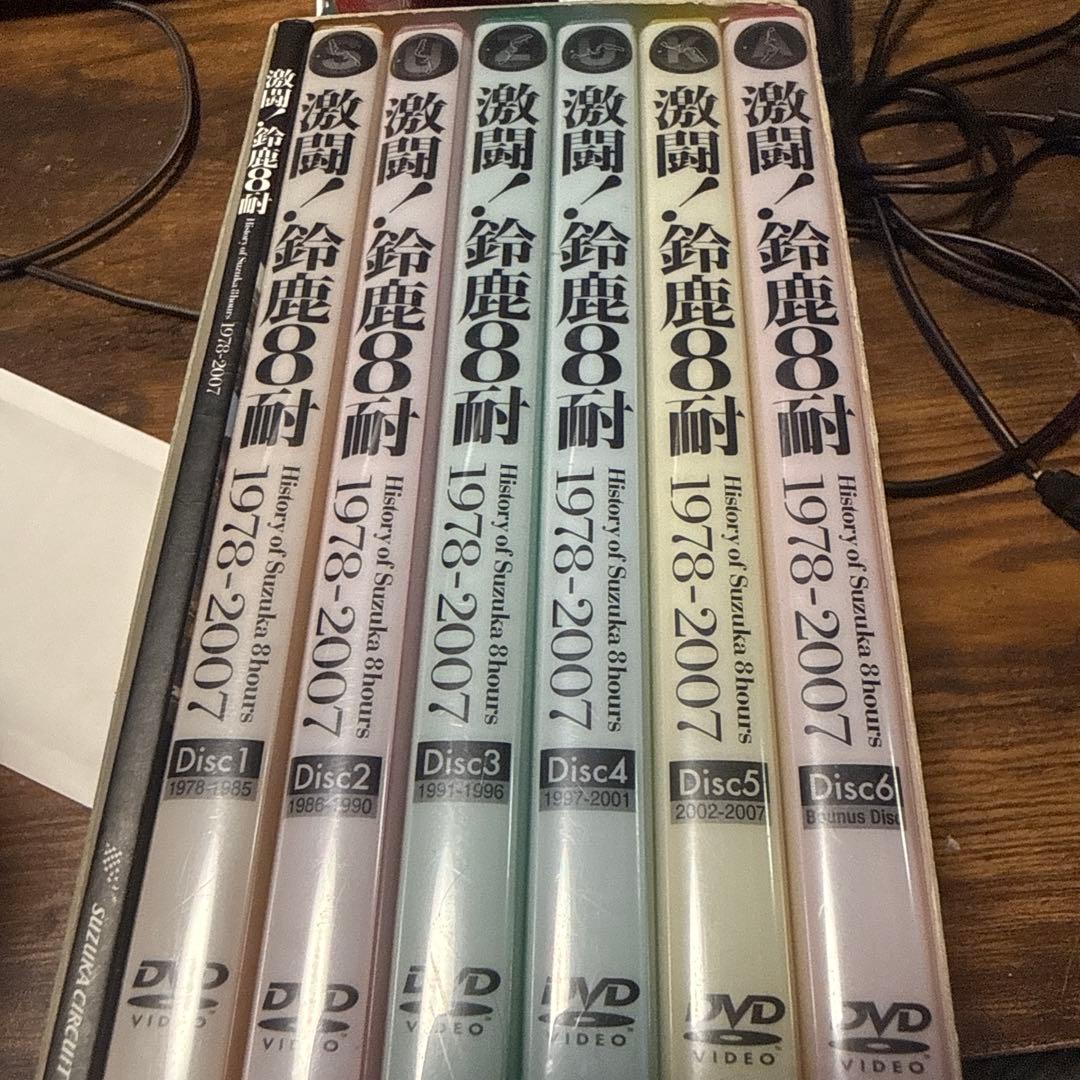 激闘!鈴鹿8耐
History of Suzuka 8hours 1978-2007
SUZUKA CIRCUIT
S
激闘!鈴鹿8耐
History of Suzuka 8hours
1978-2007
Disc1
1978-1985
DVD
VIDEO
U
激闘!鈴鹿8耐
History of Suzuka 8hours
1978-2007
Disc2
1986-1990
DVD
VIDEO
Z
激闘!鈴鹿8耐
History of Suzuka 8hours
1978-2007
Disc3
1991-1996
DVD
VIDEO
U
激闘!鈴鹿8耐
History of Suzuka 8hours
1978-2007
Disc4
1997-2001
DVD
VIDEO
K
激闘!鈴鹿8耐
History of Suzuka 8hours
1978-2007
Disc5
2002-2007
DVD
VIDEO
A
激闘!鈴鹿8耐
History of Suzuka 8hours
1978-2007
Disc6
Bounus Disc
DVD
VIDEO